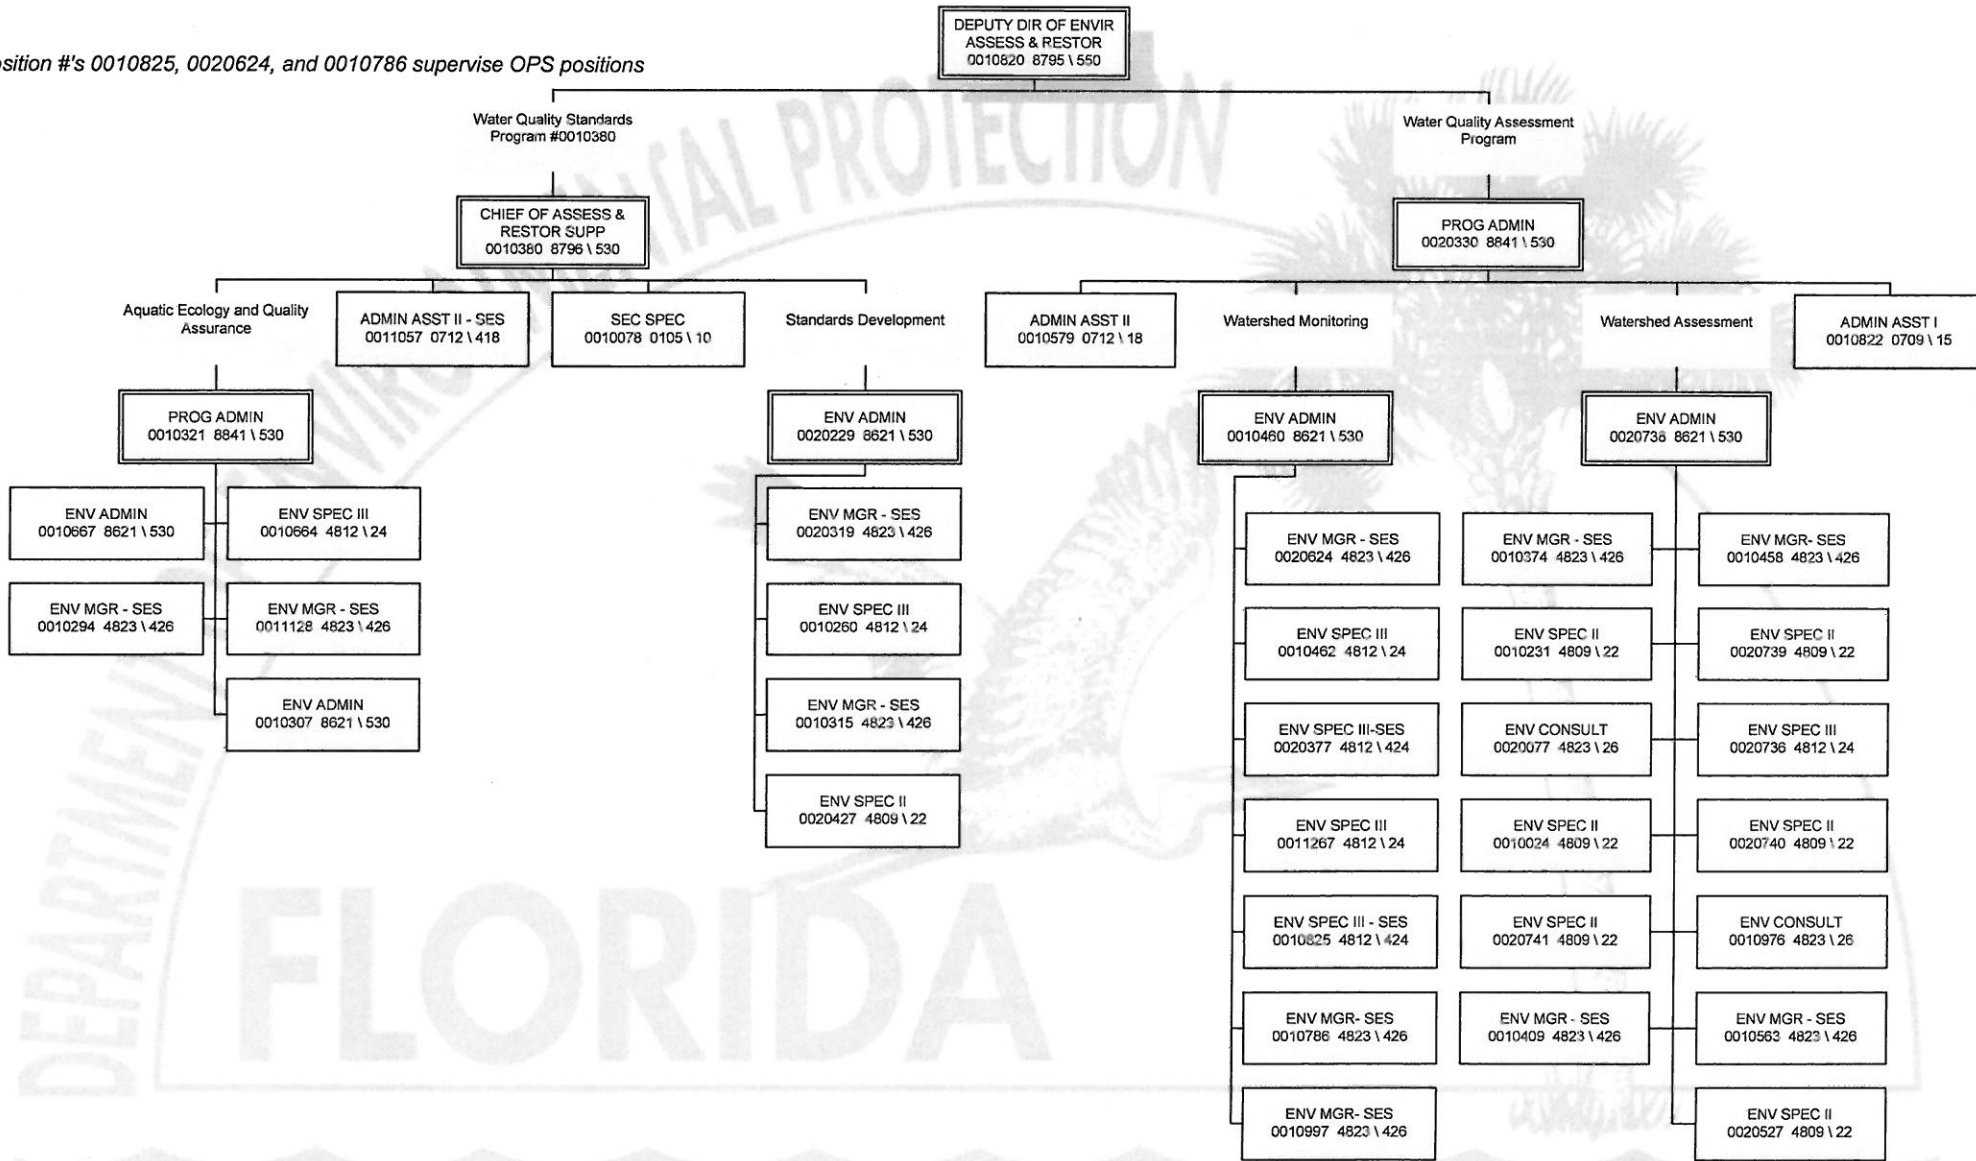 DEPUTY DIR OF ENVIR
ASSESS & RESTOR
0010820 8795 \ 550
sition #'s 0010825, 0020624, and 0010786 supervise OPS positions
Water Quality Standards
Program #0010380
Water Quality Assessment
Program
CHIEF OF ASSESS &
RESTOR SUPP
0010380 8796 \ 530
PROG ADMIN
0020330 8841 \ 530
Aquatic Ecology and Quality
Assurance
ADMIN ASST II - SES
0011057 0712 \ 418
SEC SPEC
0010078 0105 \ 10
Standards Development
ADMIN ASST II
0010579 0712 \ 18
Watershed Monitoring
Watershed Assessment
ADMIN ASST I
0010822 0709 \ 15
PROG ADMIN
0010321 8841 \ 530
ENV ADMIN
0020229 8621 \ 530
ENV ADMIN
0010460 8621 \ 530
ENV ADMIN
0020738 8621 \ 530
ENV ADMIN
0010667 8621 \ 530
ENV SPEC III
0010664 4812 \ 24
ENV MGR - SES
0010294 4823 \ 426
ENV MGR - SES
0011128 4823 \ 426
ENV ADMIN
0010307 8621 \ 530
ENV MGR - SES
0020319 4823 \ 426
ENV SPEC III
0010260 4812 \ 24
ENV MGR - SES
0010315 4823 \ 426
ENV SPEC II
0020427 4809 \ 22
ENV MGR - SES
0020624 4823 \ 426
ENV SPEC III
0010462 4812 \ 24
ENV SPEC III-SES
0020377 4812 \ 424
ENV SPEC III
0011267 4812 \ 24
ENV SPEC III - SES
0010825 4812 \ 424
ENV MGR- SES
0010786 4823 \ 426
ENV MGR- SES
0010997 4823 \ 426
ENV MGR - SES
0010374 4823 \ 426
ENV MGR- SES
0010458 4823 \ 426
ENV SPEC II
0010231 4809 \ 22
ENV SPEC II
0020739 4809 \ 22
ENV CONSULT
0020077 4823 \ 26
ENV SPEC III
0020736 4812 \ 24
ENV SPEC II
0010024 4809 \ 22
ENV SPEC II
0020740 4809 \ 22
ENV SPEC II
0020741 4809 \ 22
ENV CONSULT
0010976 4823 \ 26
ENV MGR - SES
0010409 4823 \ 426
ENV MGR - SES
0010563 4823 \ 426
ENV SPEC II
0020527 4809 \ 22
DEPARTMENT OF ENVIRONMENTAL PROTECTION
FLORIDA